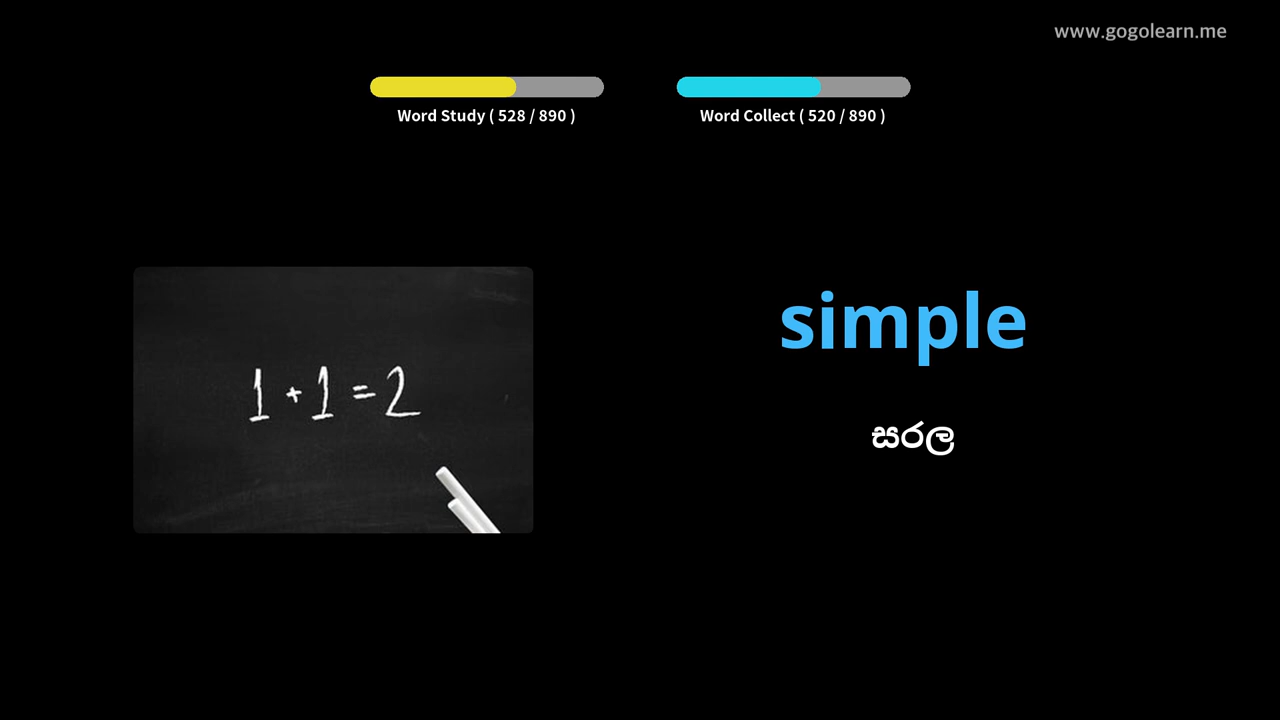 www.gogolearn.me
Word Study ( 528 / 890 )
Word Collect ( 520 / 890 )
1 + 1 = 2
simple
සරල